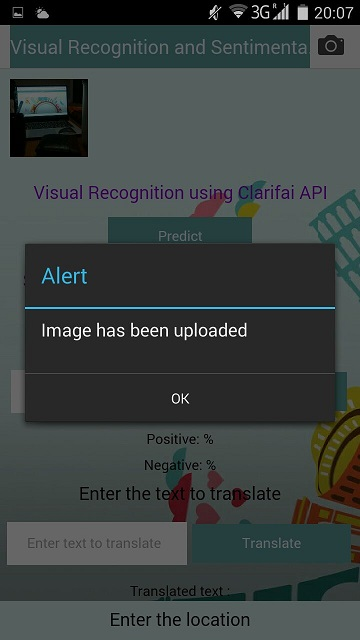 3G R 20:07
Visual Recognition and Sentimenta
Visual Recognition using Clarifai API
Predict
Alert
Image has been uploaded
OK
Positive: %
Negative: %
Enter the text to translate
Enter text to translate Translate
Translated text :
Enter the location